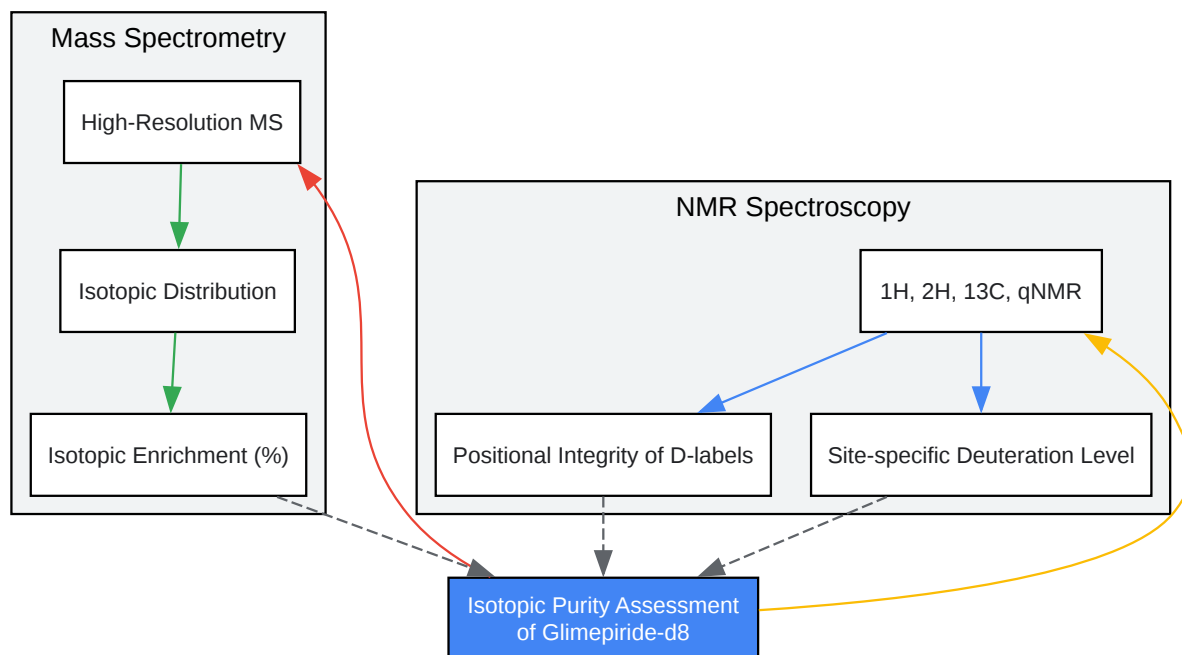 Mass Spectrometry
High-Resolution MS
Isotopic Distribution
Isotopic Enrichment (%)
NMR Spectroscopy
1H, 2H, 13C, qNMR
Positional Integrity of D-labels
Site-specific Deuteration Level
Isotopic Purity Assessment
of Glimepiride-d8